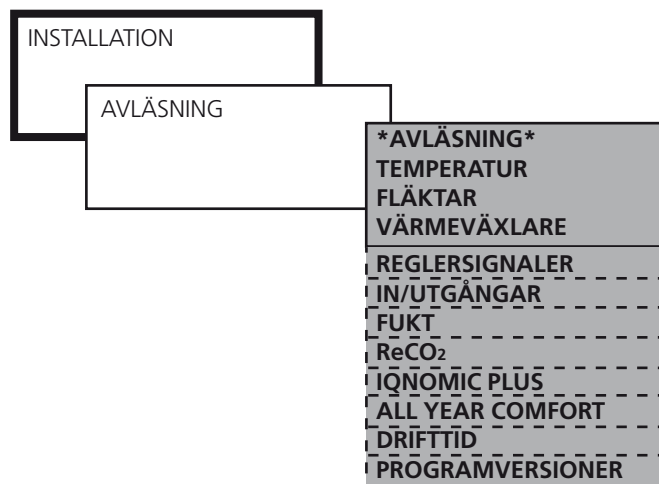 INSTALLATION
AVLÄSNING
*AVLÄSNING*
TEMPERATUR
FLÄKTAR
VÄRMEVÄXLARE
REGLERSIGNALER
IN/UTGÅNGAR
FUKT
ReCO₂
IQNOMIC PLUS
ALL YEAR COMFORT
DRIFTTID
PROGRAMVERSIONER